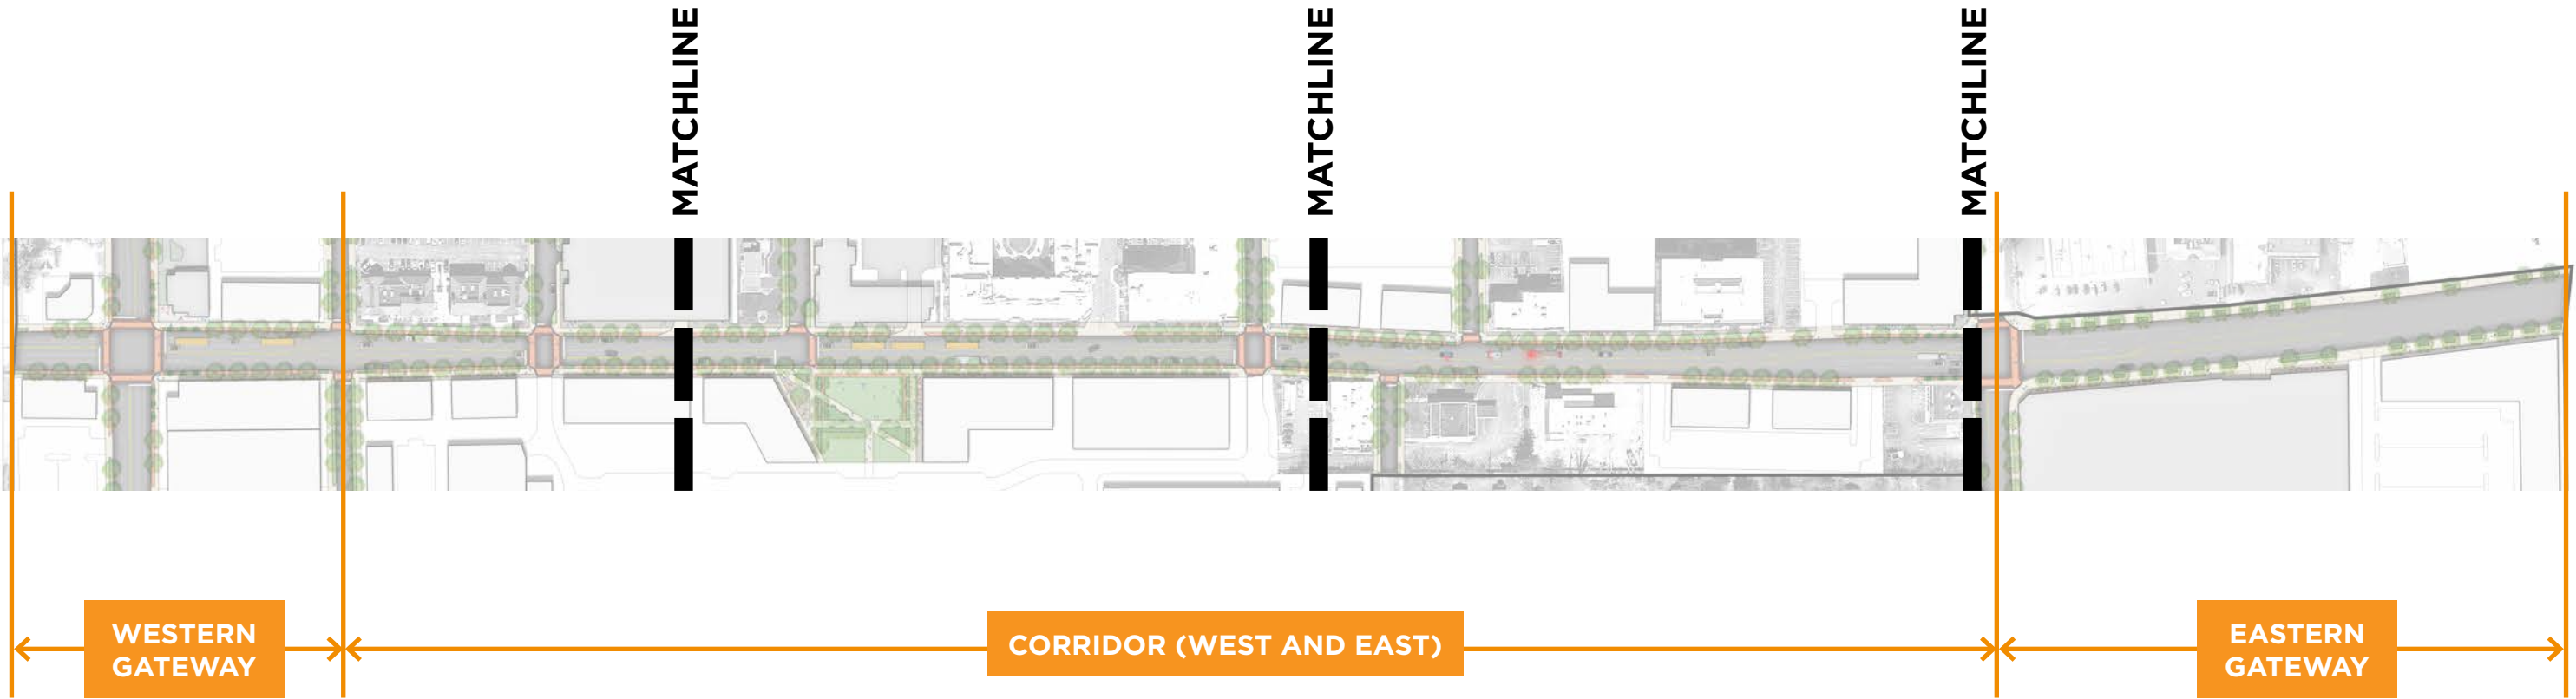 MATCHLINE
MATCHLINE
MATCHLINE
WESTERN
GATEWAY
CORRIDOR (WEST AND EAST)
EASTERN
GATEWAY